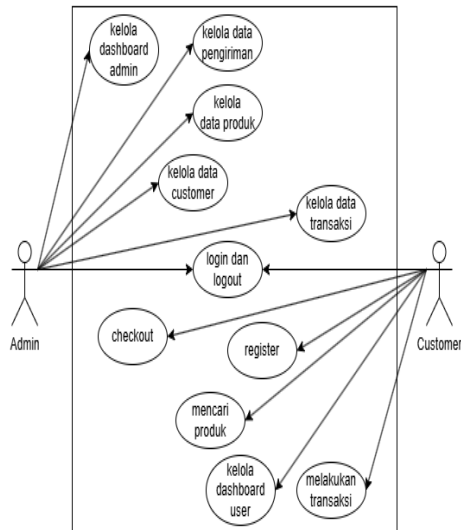 kelola
dashboard
admin
kelola data
pengiriman
kelola
data produk
kelola data
customer
kelola data
transaksi
login dan
logout
Admin
Customer
checkout
register
mencari
produk
kelola
dashboard
user
melakukan
transaksi